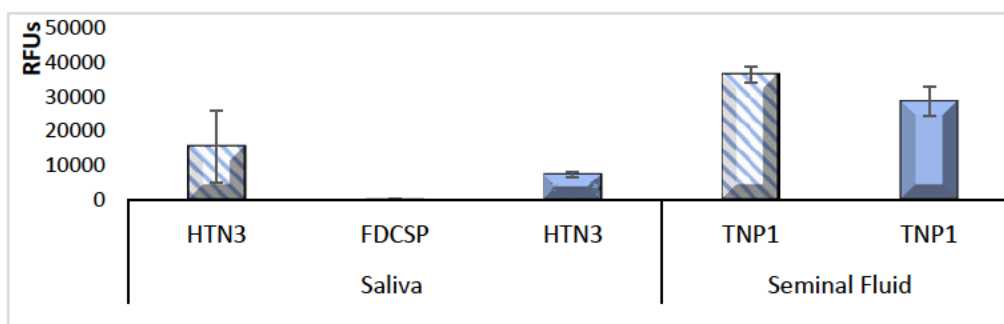 RFUs
50000
40000
30000
20000
10000
0
HTN3 FDCSP HTN3 TNP1 TNP1
Saliva Seminal Fluid